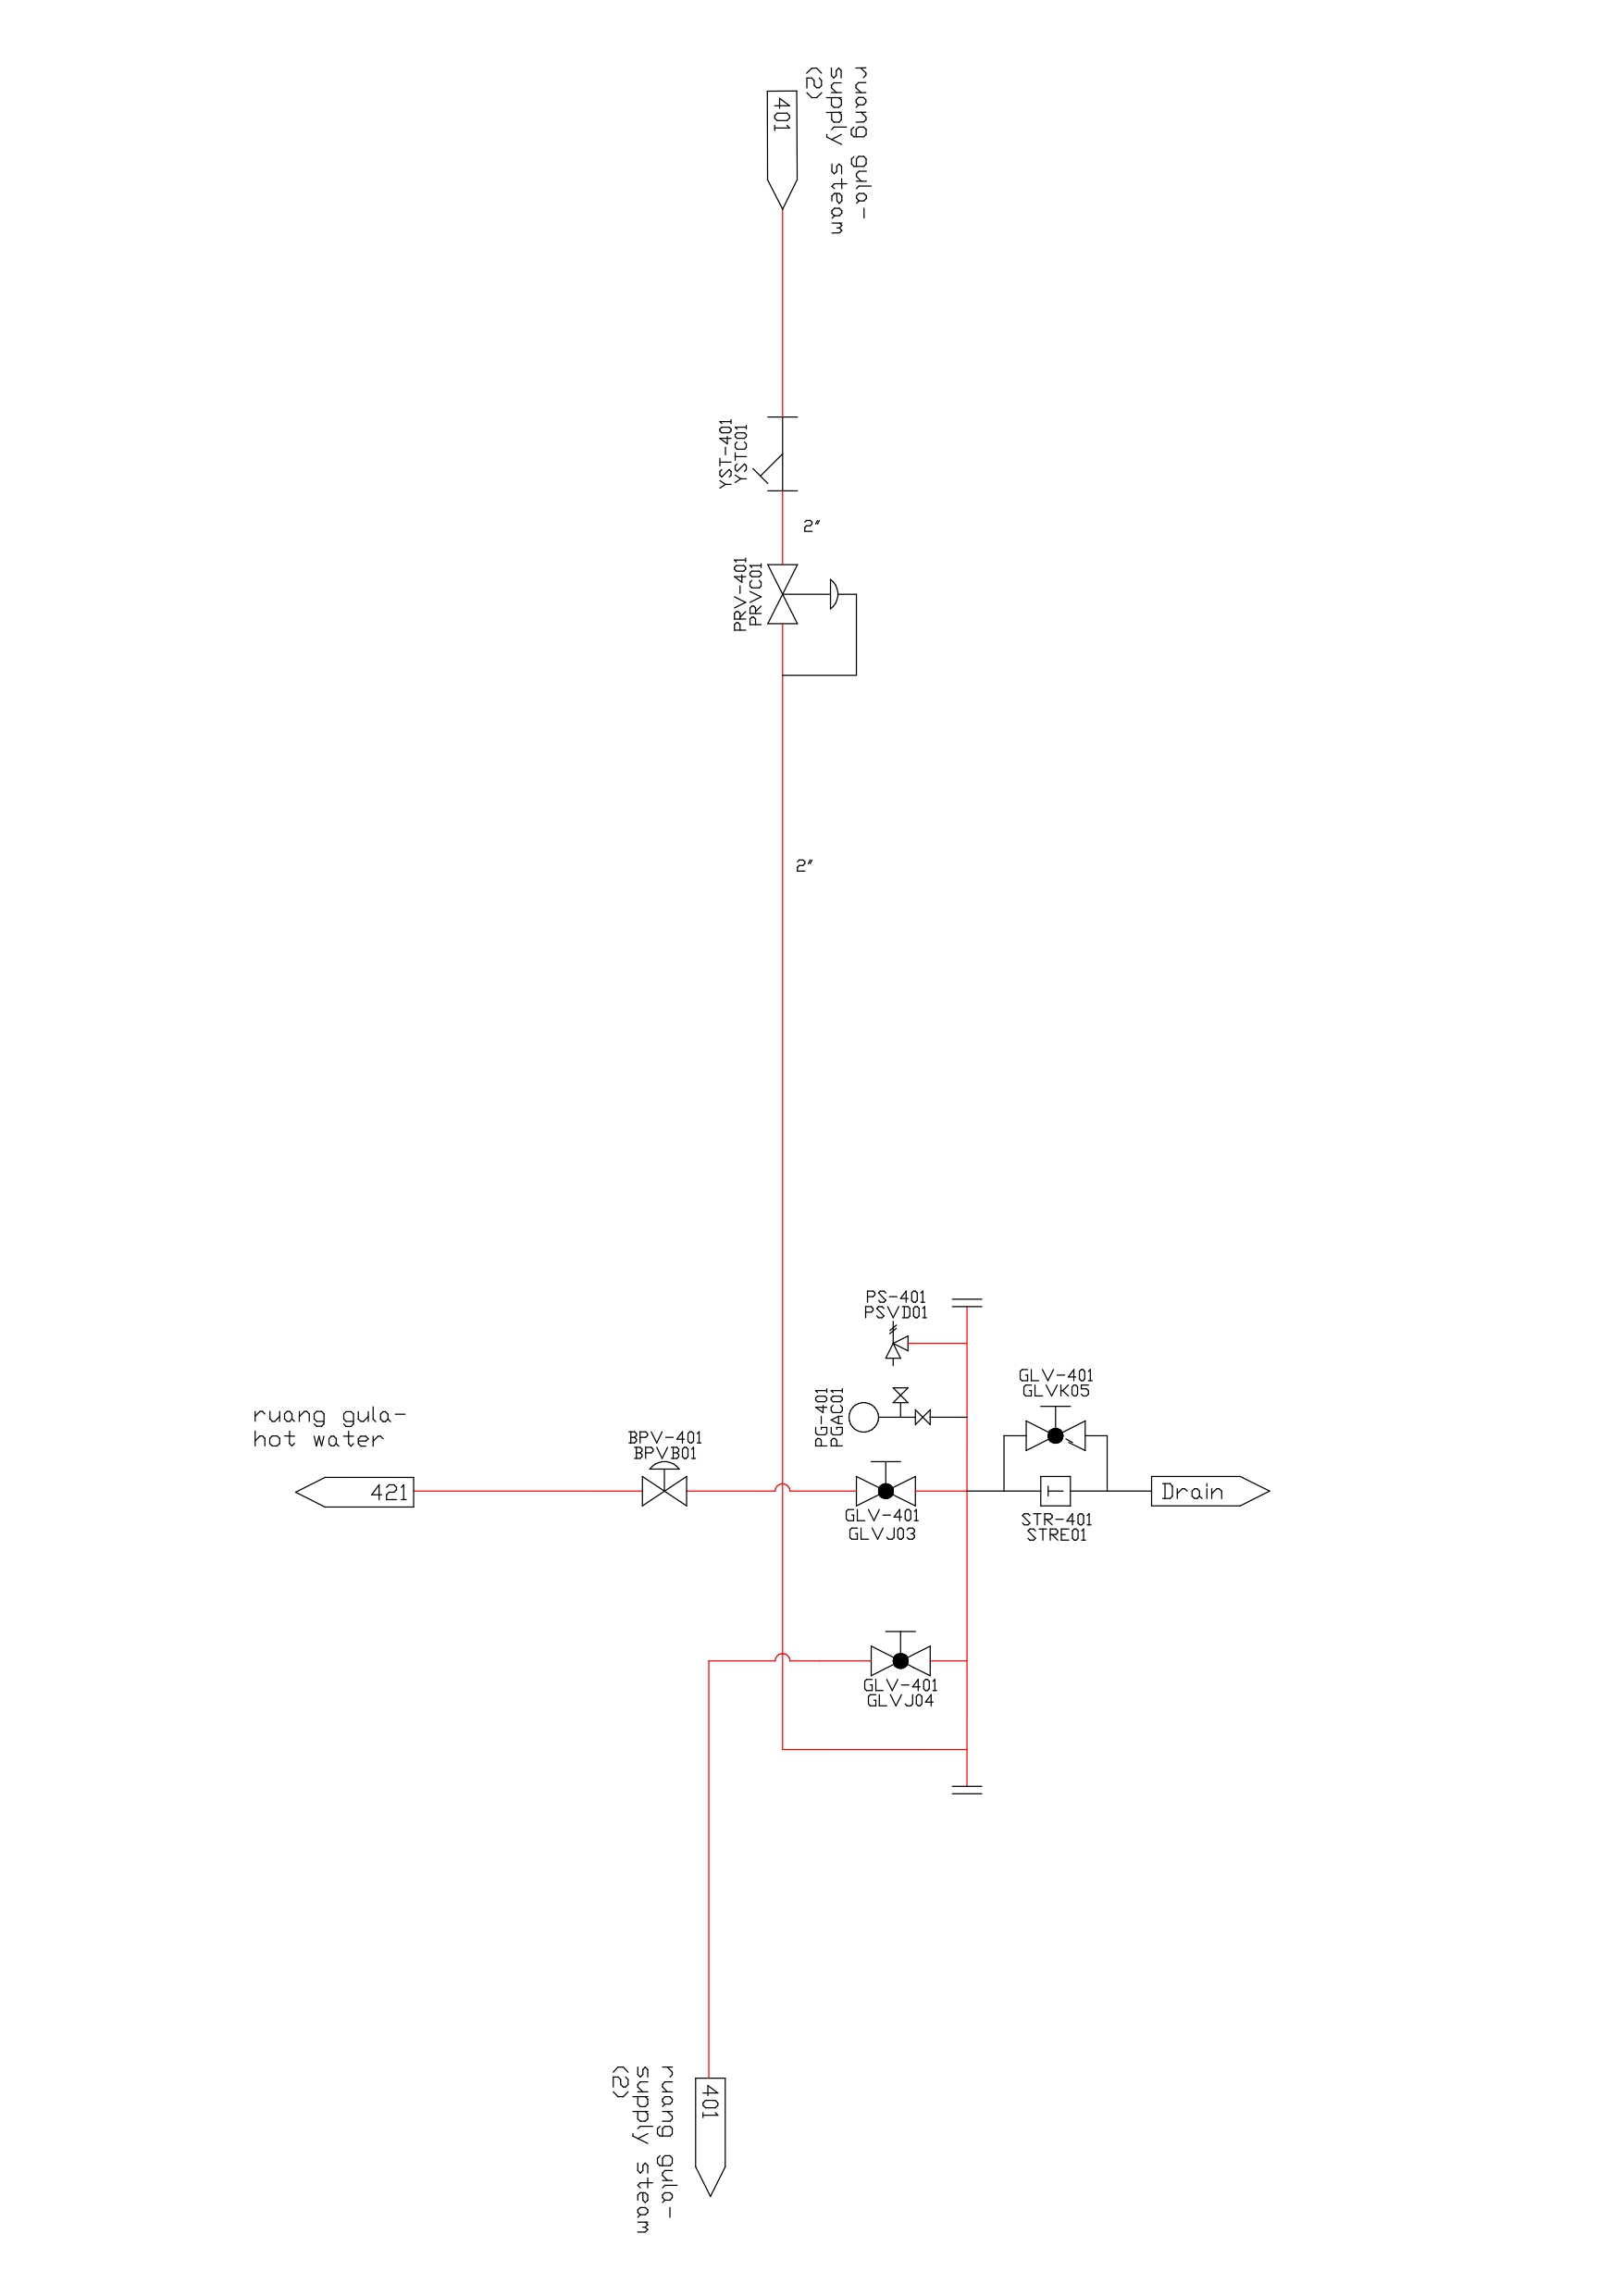 Drain
GLV-401
GLVK05
STR-401
STRE01
PS-401
PSVD01
PGAC01
PG-401
GLV-401
GLVJ03
GLV-401
GLVJ04
ruang gula-
supply steam
(2)
401
2"
2"
PRVC01
PRV-401
YSTC01
YST-401
BPV-401
BPVB01
401
ruang gula-
supply steam
(2)
421
ruang gula-
hot water